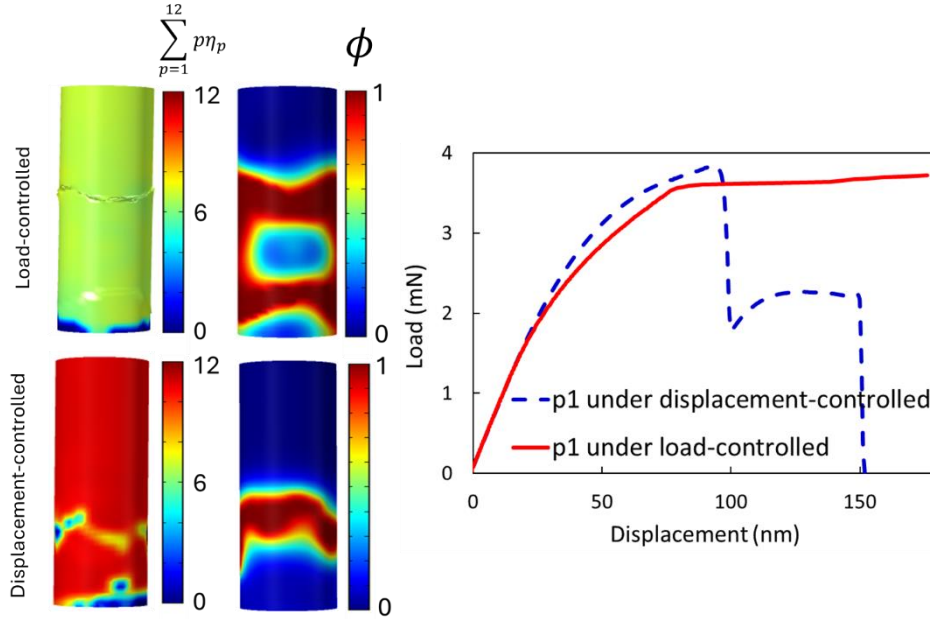 12
∑ pηₚ
p=1
ϕ
Load-controlled
12
6
0
1
0
Displacement-controlled
12
6
0
1
0
Load (mN)
4
3
2
1
0
p1 under displacement-controlled
p1 under load-controlled
0
50
100
150
Displacement (nm)